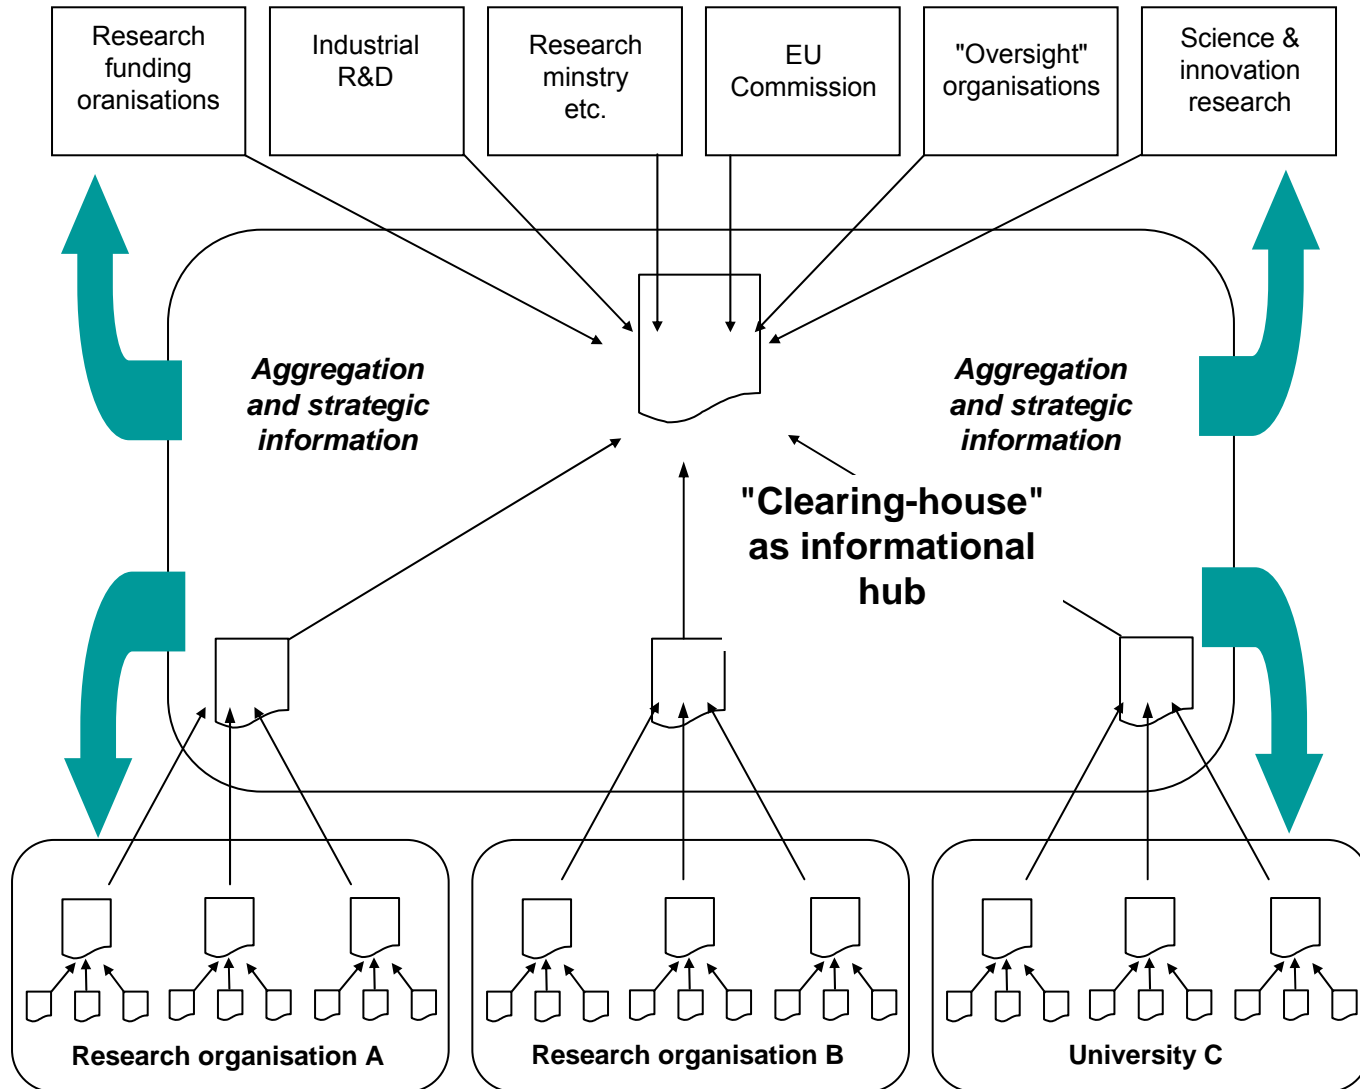 Research
funding
oranisations
Industrial
R&D
Research
minstry
etc.
EU
Commission
"Oversight"
organisations
Science &
innovation
research
Aggregation
and strategic
information
Aggregation
and strategic
information
"Clearing-house"
as informational
hub
Research organisation A
Research organisation B
University C